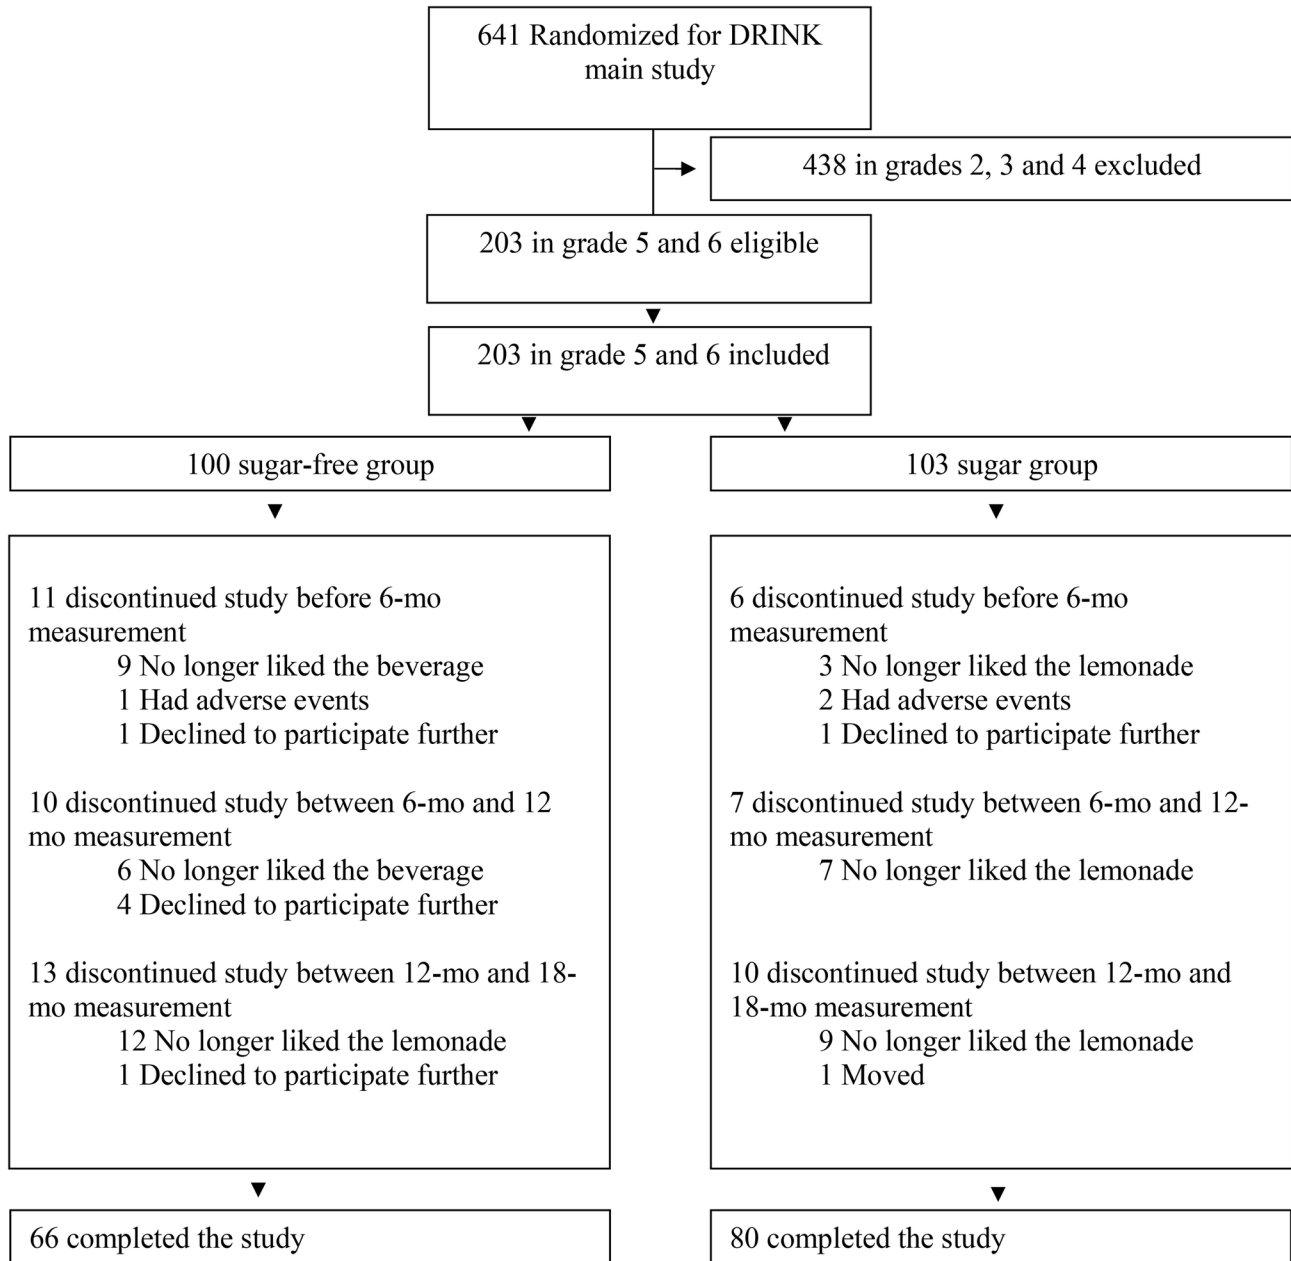 641 Randomized for DRINK
main study
438 in grades 2, 3 and 4 excluded
203 in grade 5 and 6 eligible
203 in grade 5 and 6 included
100 sugar-free group
103 sugar group
11 discontinued study before 6-mo
measurement
9 No longer liked the beverage
1 Had adverse events
1 Declined to participate further
10 discontinued study between 6-mo and 12
mo measurement
6 No longer liked the beverage
4 Declined to participate further
13 discontinued study between 12-mo and 18-
mo measurement
12 No longer liked the lemonade
1 Declined to participate further
6 discontinued study before 6-mo
measurement
3 No longer liked the lemonade
2 Had adverse events
1 Declined to participate further
7 discontinued study between 6-mo and 12-
mo measurement
7 No longer liked the lemonade
10 discontinued study between 12-mo and
18-mo measurement
9 No longer liked the lemonade
1 Moved
66 completed the study
80 completed the study